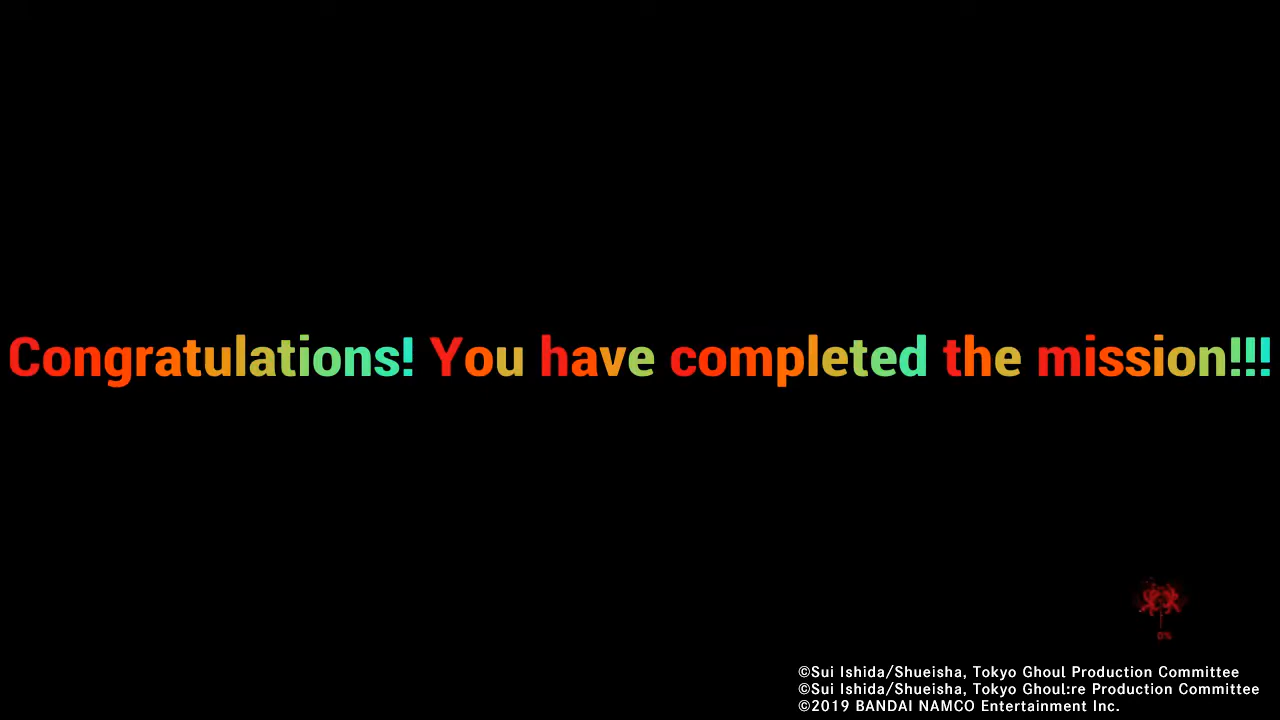 Congratulations! You have completed the mission!!!
0%
©Sui Ishida/Shueisha, Tokyo Ghoul Production Committee
©Sui Ishida/Shueisha, Tokyo Ghoul:re Production Committee
©2019 BANDAI NAMCO Entertainment Inc.